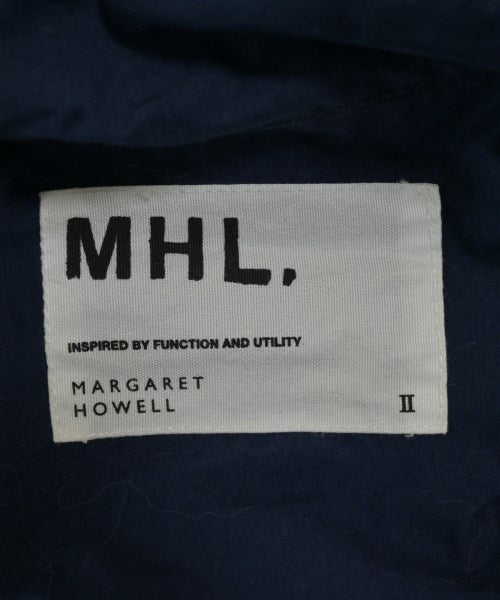 MHL.
INSPIRED BY FUNCTION AND UTILITY
MARGARET
HOWELL
II